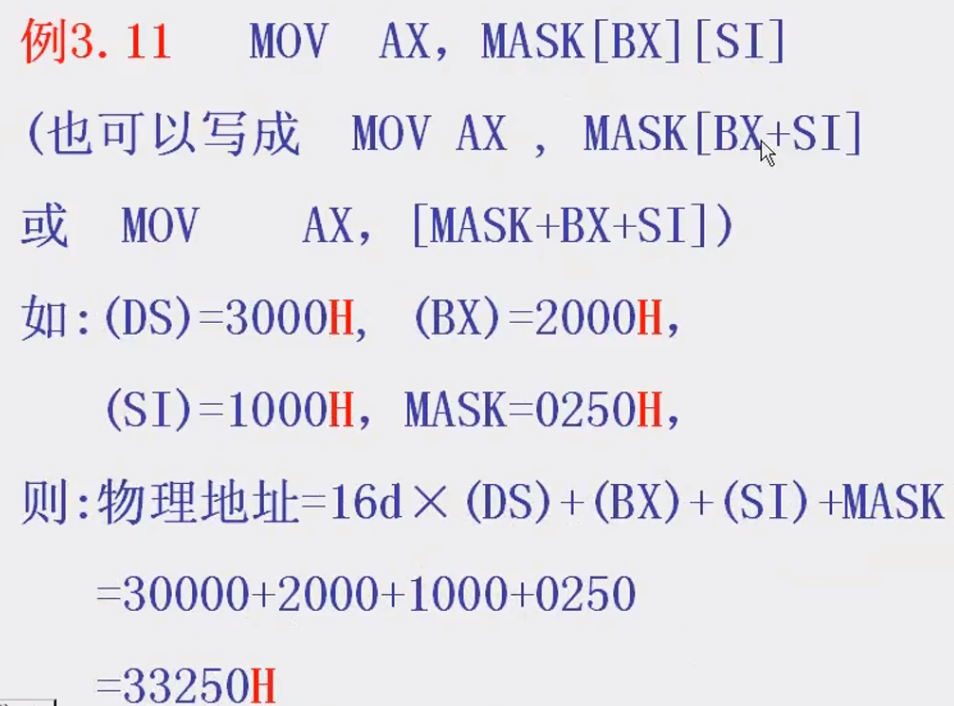 例3.11 MOV AX，MASK[BX][SI]
(也可以写成 MOV AX , MASK[BX+SI]
或 MOV AX，[MASK+BX+SI])
如:(DS)=3000H, (BX)=2000H，
(SI)=1000H，MASK=0250H，
则:物理地址=16d×(DS)+(BX)+(SI)+MASK
=30000+2000+1000+0250
=33250H